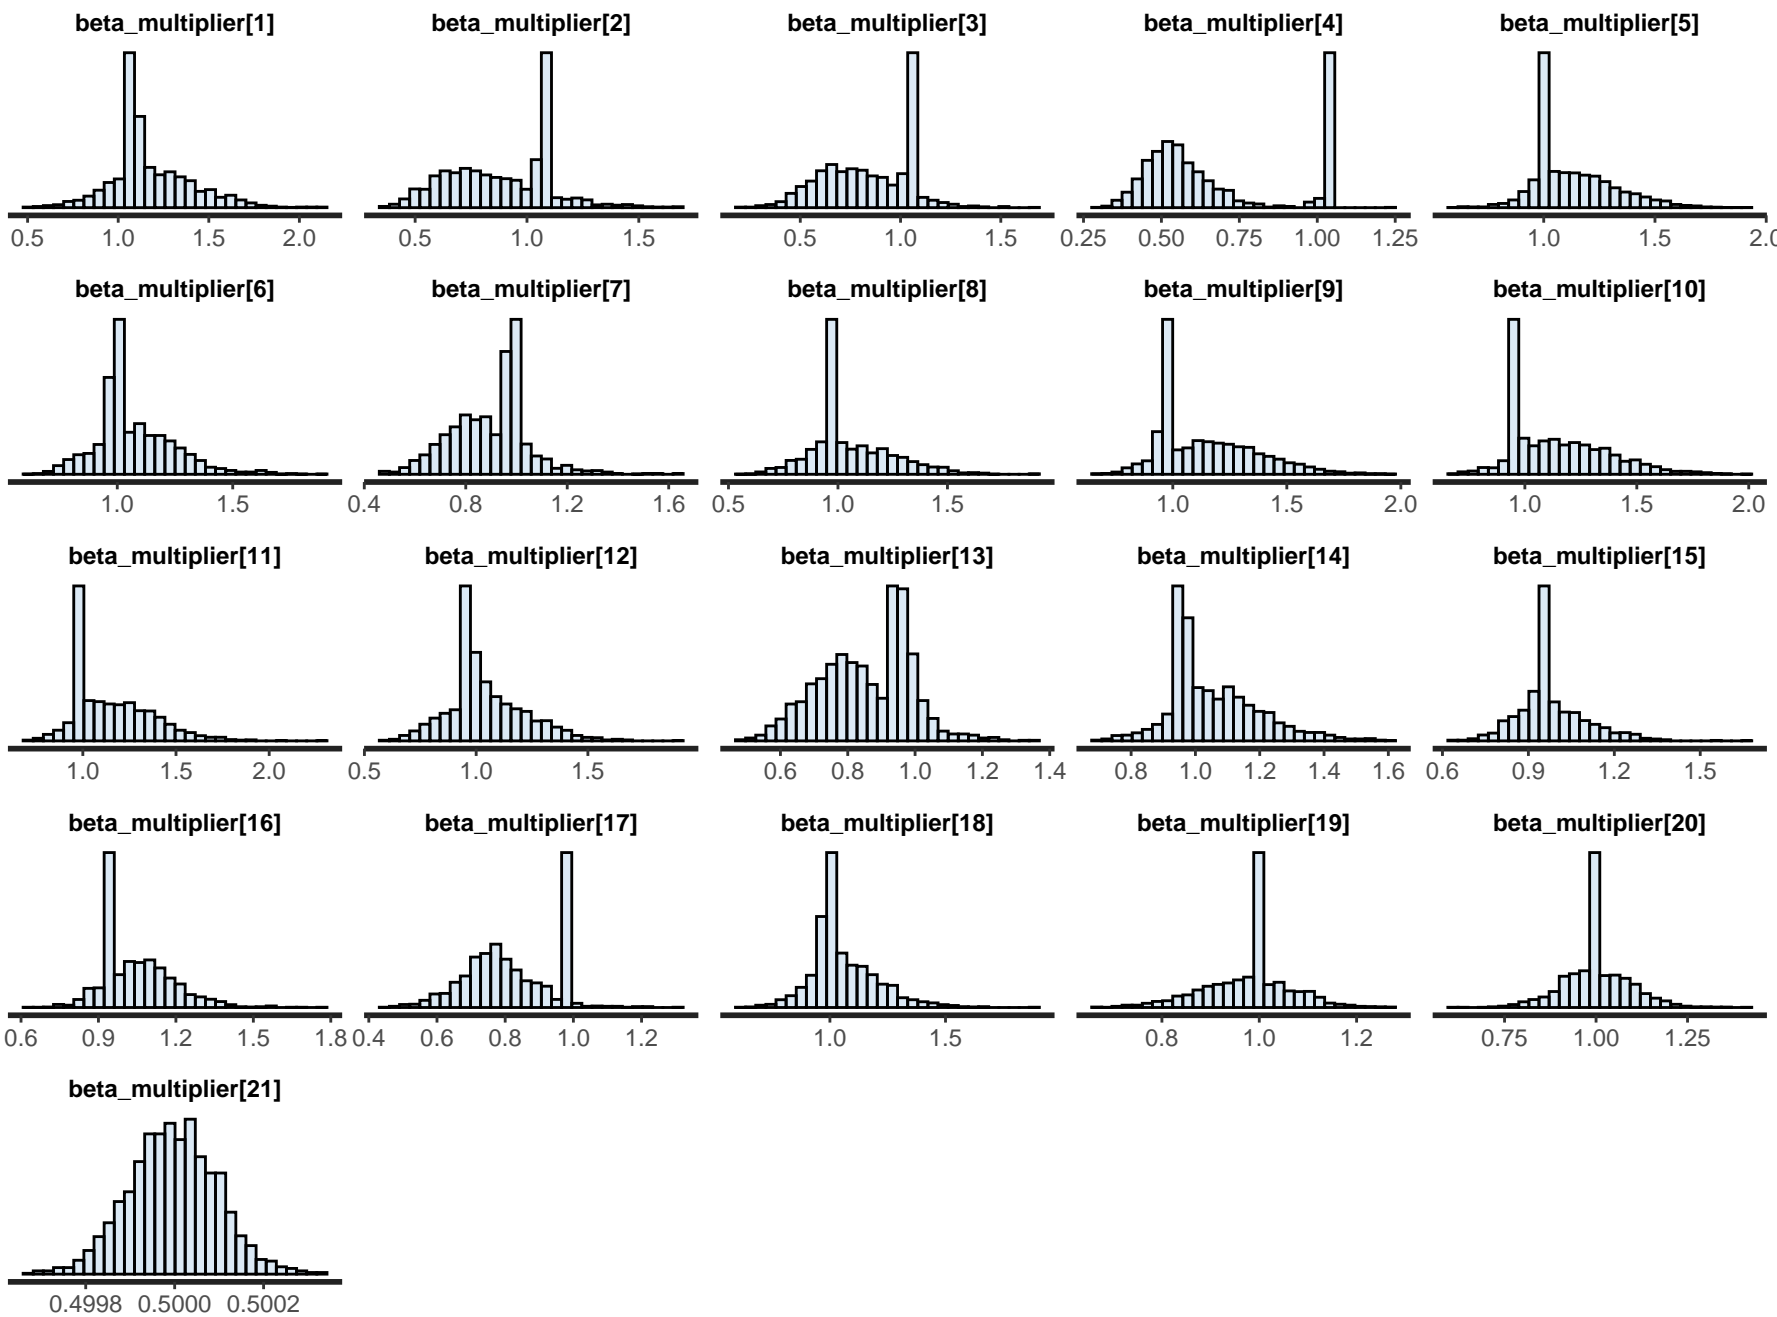 beta_multiplier[1] beta_multiplier[2] beta_multiplier[3] beta_multiplier[4] beta_multiplier[5]
0.5 1.0 1.5 2.0 0.5 1.0 1.5 0.5 1.0 1.5 0.25 0.50 0.75 1.00 1.25 1.0 1.5 2.0
beta_multiplier[6] beta_multiplier[7] beta_multiplier[8] beta_multiplier[9] beta_multiplier[10]
1.0 1.5 0.4 0.8 1.2 1.6 0.5 1.0 1.5 1.0 1.5 2.0 1.0 1.5 2.0
beta_multiplier[11] beta_multiplier[12] beta_multiplier[13] beta_multiplier[14] beta_multiplier[15]
1.0 1.5 2.0 0.5 1.0 1.5 0.6 0.8 1.0 1.2 1.4 0.8 1.0 1.2 1.4 1.6 0.6 0.9 1.2 1.5
beta_multiplier[16] beta_multiplier[17] beta_multiplier[18] beta_multiplier[19] beta_multiplier[20]
0.6 0.9 1.2 1.5 1.8 0.4 0.6 0.8 1.0 1.2 1.0 1.5 0.8 1.0 1.2 0.75 1.00 1.25
beta_multiplier[21]
0.4998 0.5000 0.5002